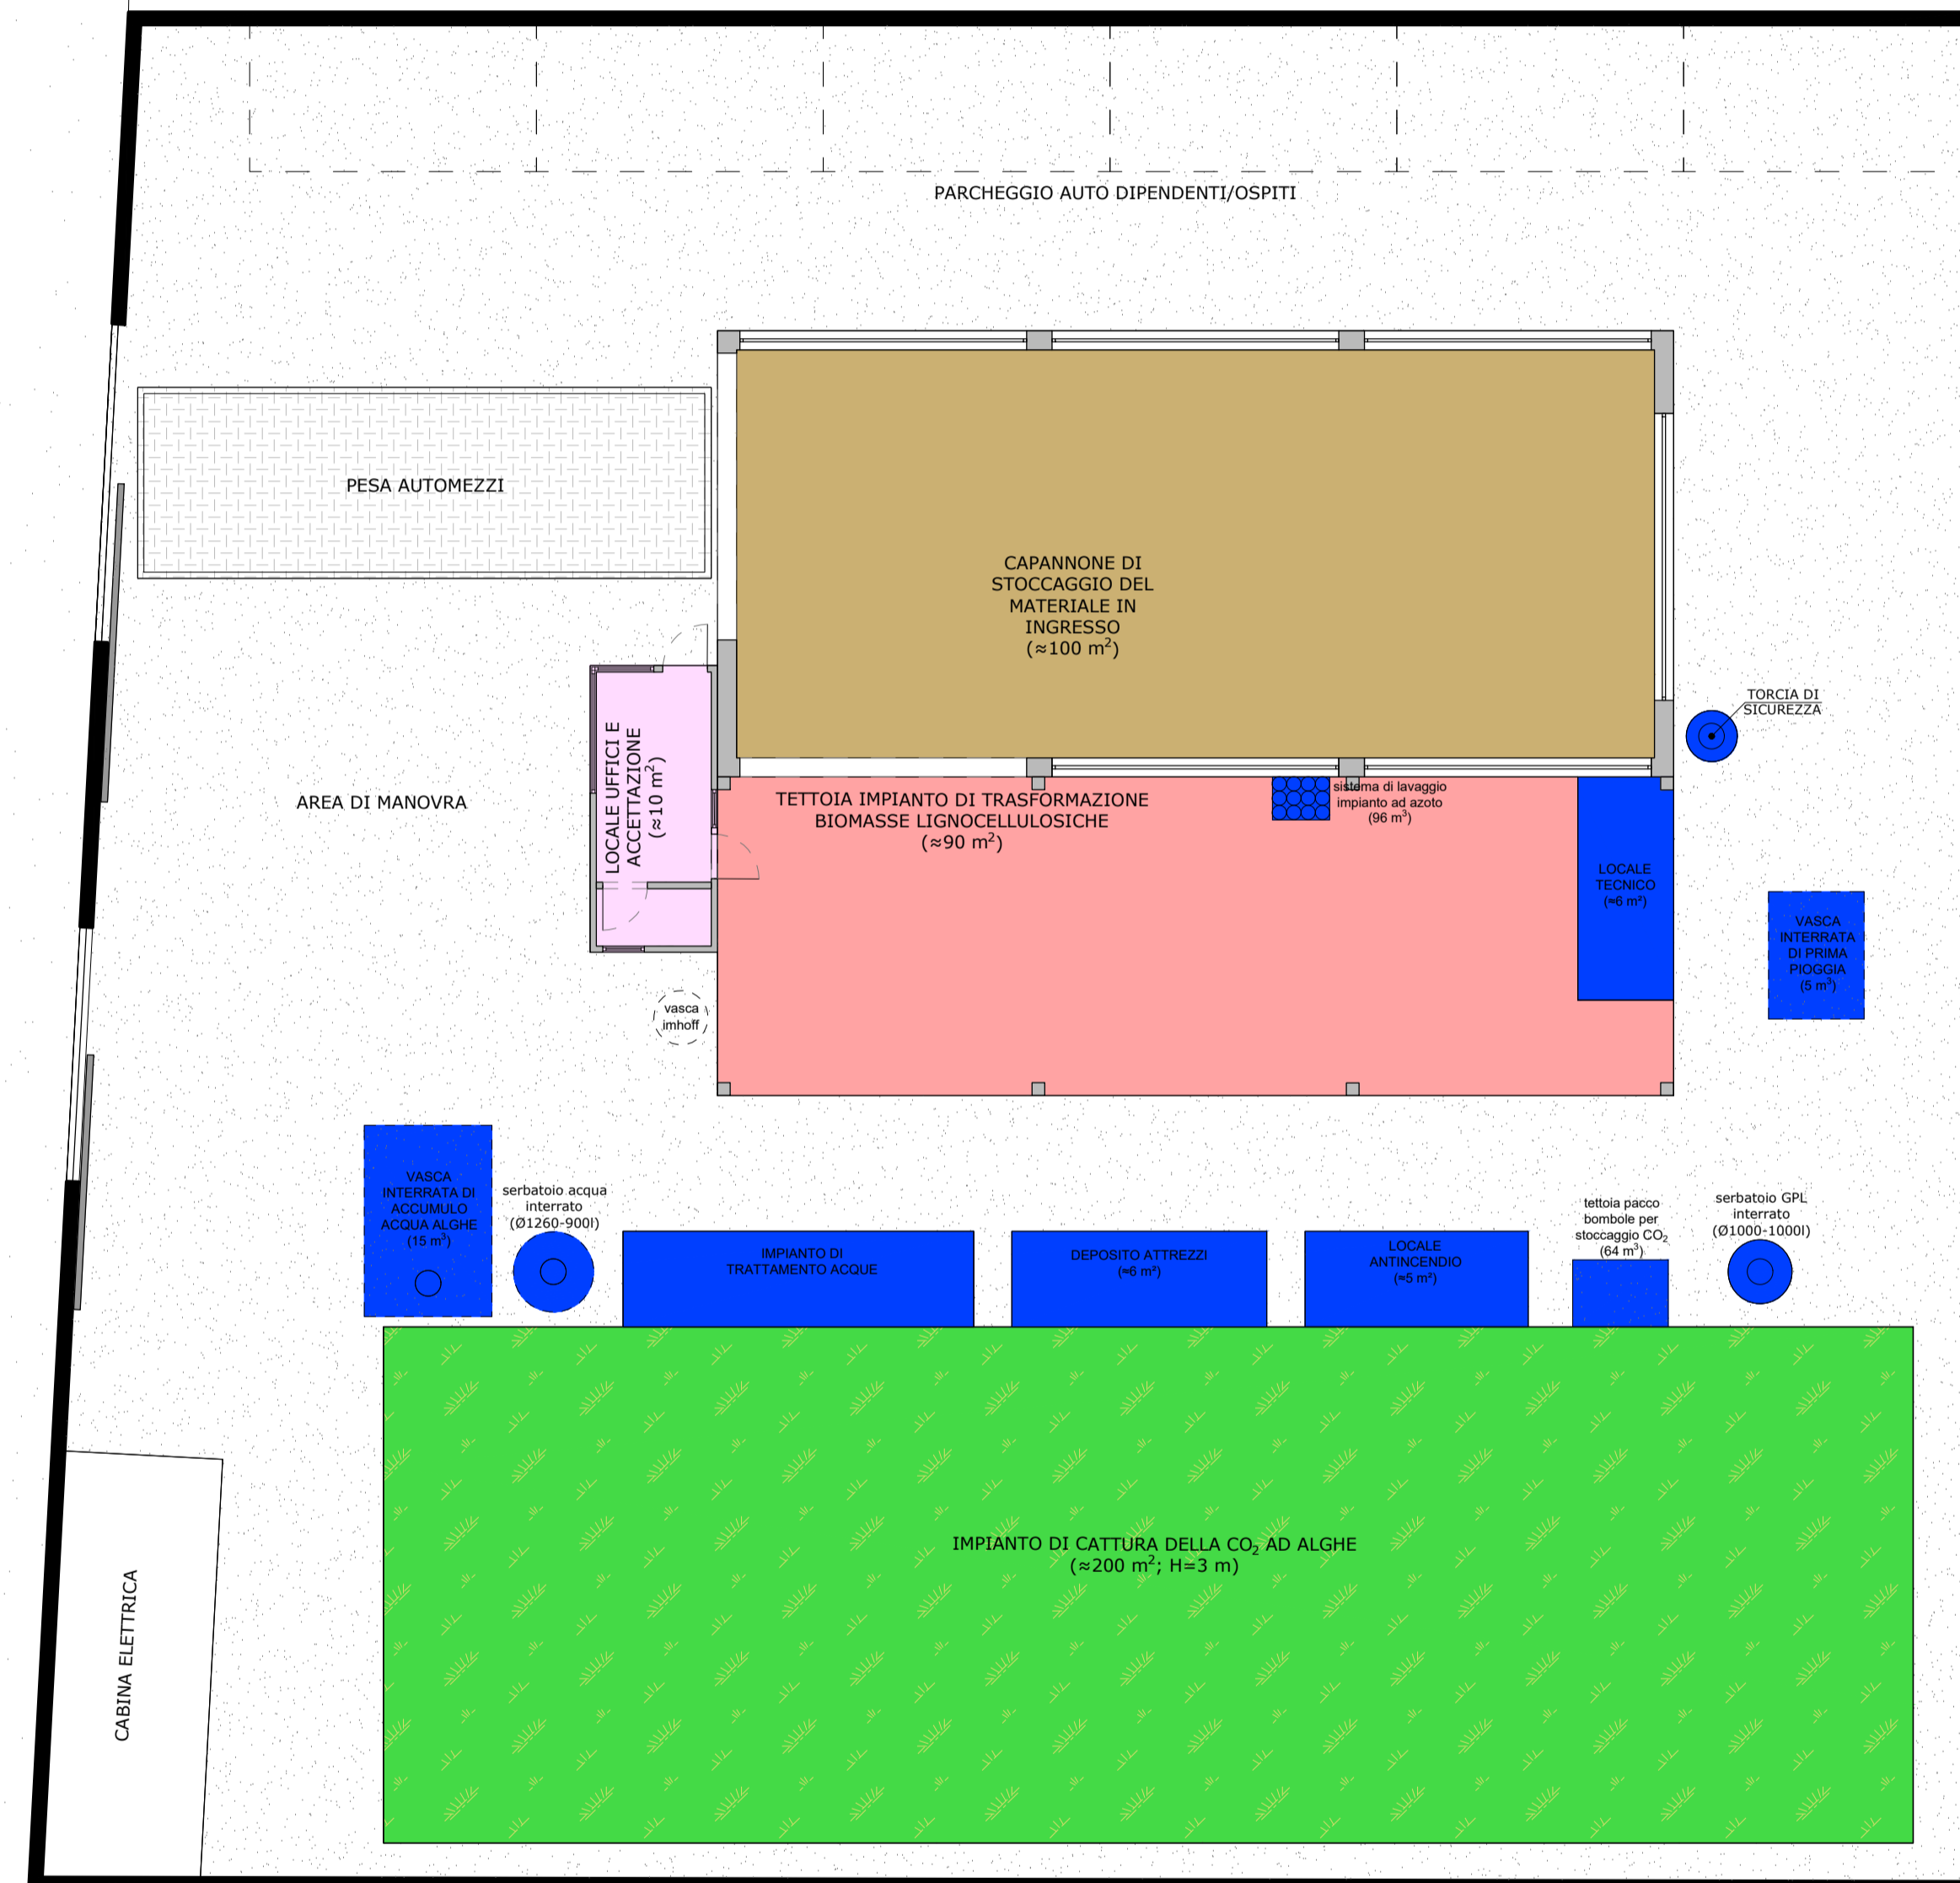 PARCHEGGIO AUTO DIPENDENTI/OSPITI
PESA AUTOMEZZI
CAPANNONE DI
STOCCAGGIO DEL
MATERIALE IN
INGRESSO
(≈100 m²)
TORCIA DI
SICUREZZA
AREA DI MANOVRA
LOCALE UFFICI E
ACCETTAZIONE
(≈10 m²)
TETTOIA IMPIANTO DI TRASFORMAZIONE
BIOMASSE LIGNOCELLULOSICHE
(≈90 m²)
sistema di lavaggio
impianto ad azoto
(96 m³)
LOCALE
TECNICO
(≈6 m²)
VASCA
INTERRATA
DI PRIMA
PIOGGIA
(5 m³)
vasca
imhoff
VASCA
INTERRATA DI
ACCUMULO
ACQUA ALGHE
(15 m³)
serbatoio acqua
interrato
(Ø1260-900l)
IMPIANTO DI
TRATTAMENTO ACQUE
DEPOSITO ATTREZZI
(≈6 m²)
LOCALE
ANTINCENDIO
(≈5 m²)
tettoia pacco
bombole per
stoccaggio CO₂
(64 m³)
serbatoio GPL
interrato
(Ø1000-1000l)
IMPIANTO DI CATTURA DELLA CO₂ AD ALGHE
(≈200 m²; H=3 m)
CABINA ELETTRICA